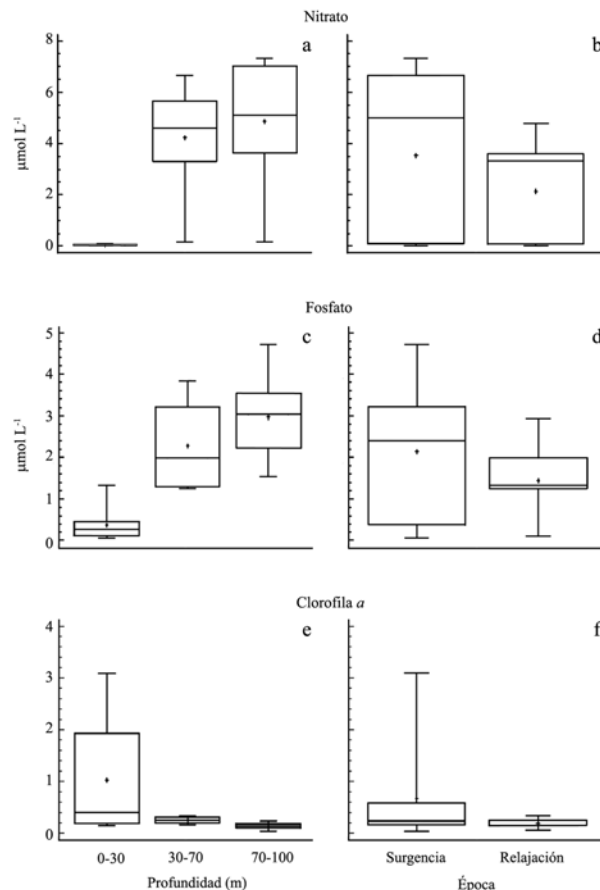 Nitrato
a
b
8
6
4
2
0
µmol L-1
Fosfato
c
d
5
4
3
2
1
0
µmol L-1
Clorofila a
e
f
4
3
2
1
0
0-30 30-70 70-100
Profundidad (m)
Surgencia Relajación
Época